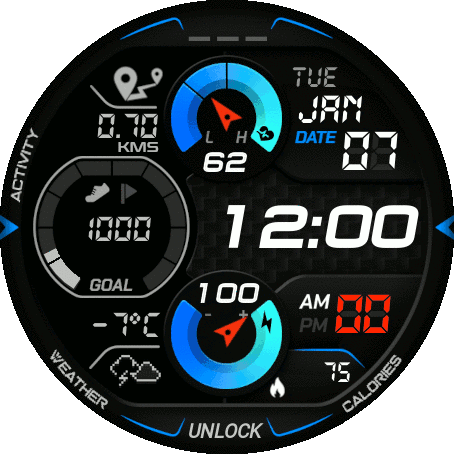 TUE
JAN
DATE 07
0.70
KMS
L H
62
ACTIVITY
1000
GOAL
12:00
100
- +
AM 00
PM
-7°C
75
WEATHER
CALORIES
UNLOCK